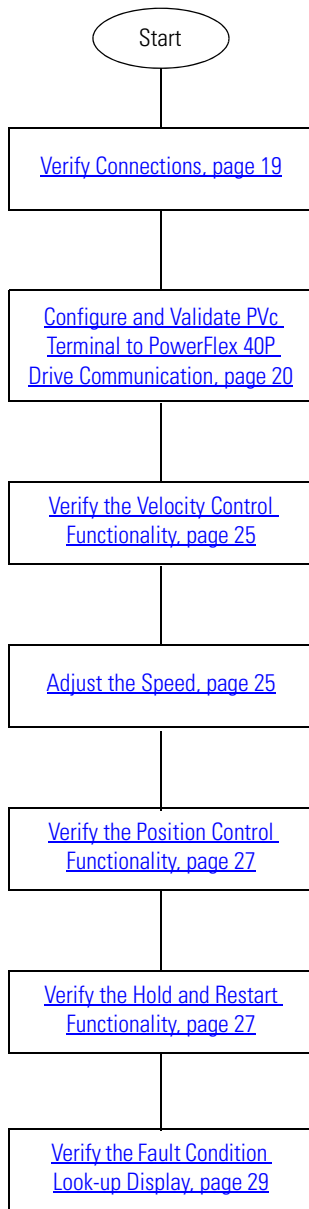 Start
Verify Connections, page 19
Configure and Validate PVc
Terminal to PowerFlex 40P
Drive Communication, page 20
Verify the Velocity Control
Functionality, page 25
Adjust the Speed, page 25
Verify the Position Control
Functionality, page 27
Verify the Hold and Restart
Functionality, page 27
Verify the Fault Condition
Look-up Display, page 29